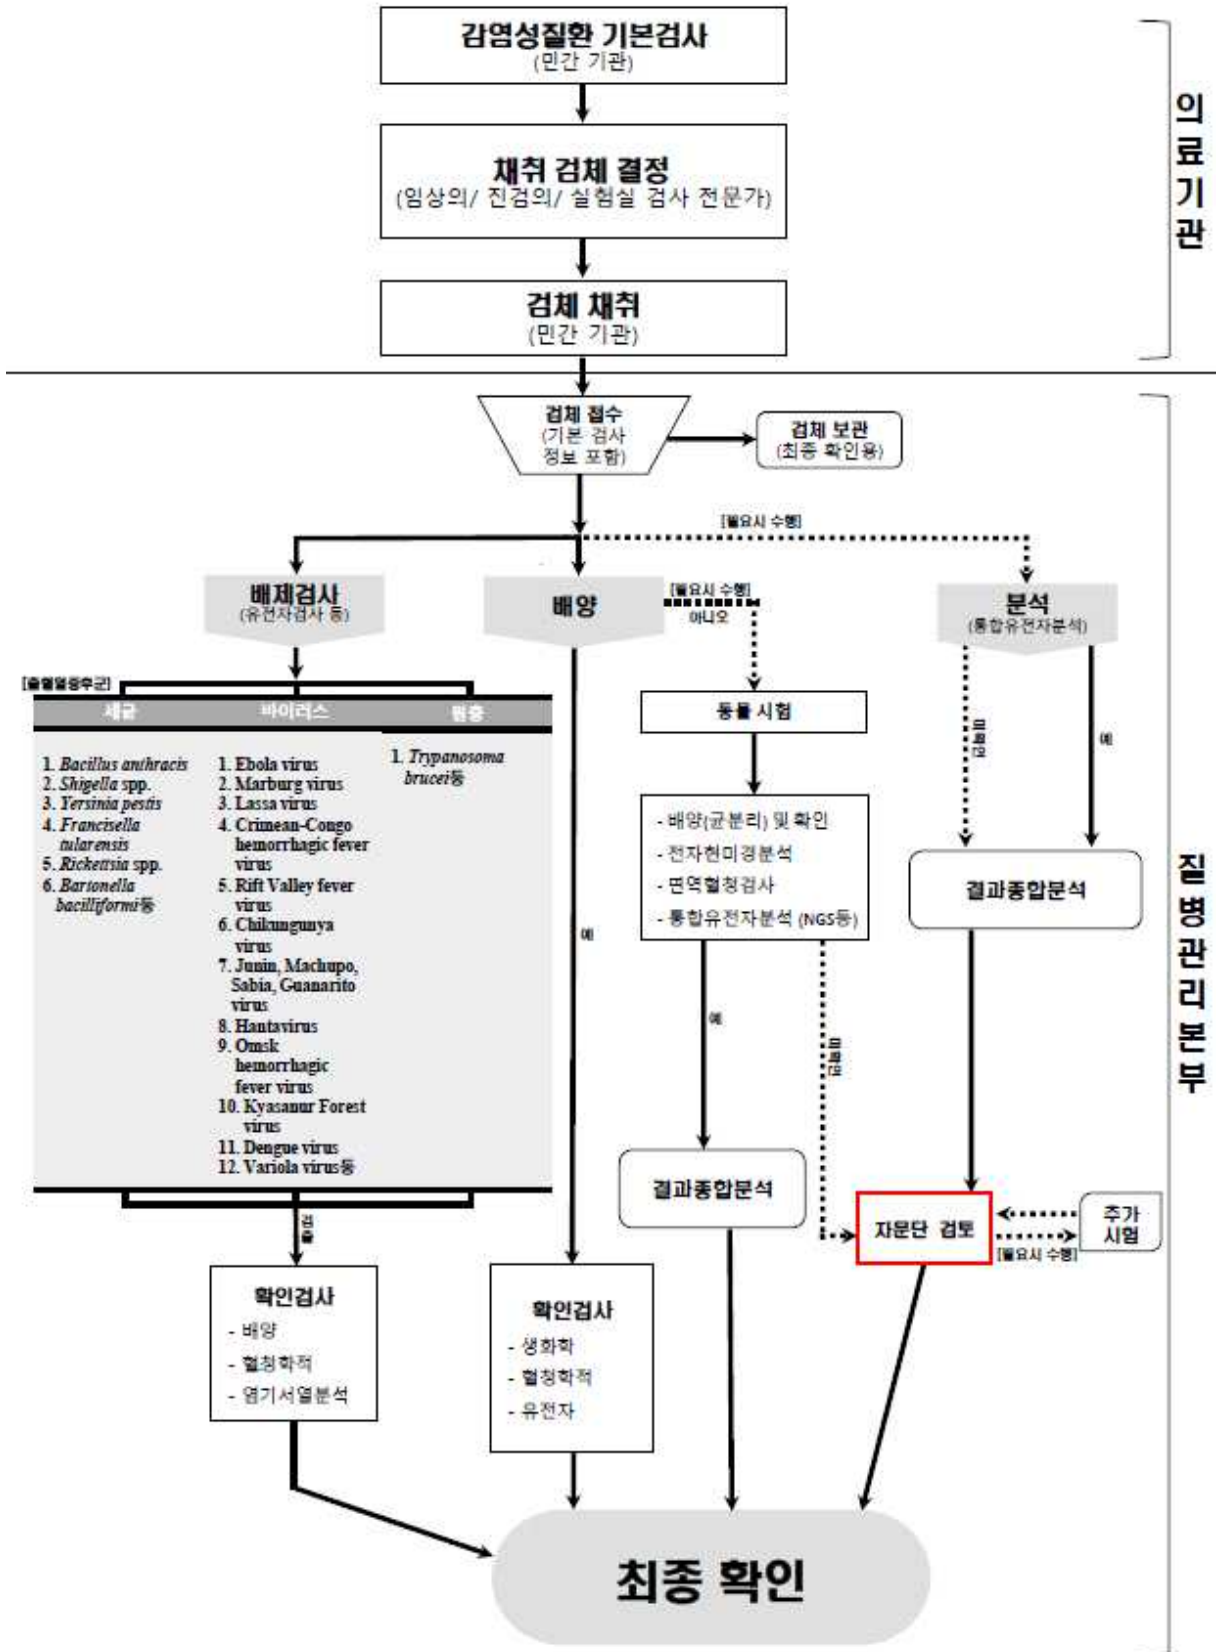 감염성질환 기본검사
(민간 기관)
채취 검체 결정
(임상의/ 진검의/ 실험실 검사 전문가)
검체 채취
(민간 기관)
의료기관
검체 접수
(기본 검사
정보 포함)
검체 보관
(최종 확인용)
[필요시 수행]
배제검사
(유전자검사 등)
배양
[필요시 수행]
아니오
분석
(통합유전자분석)
[출혈열증후군]
세균
바이러스
원충
1. Bacillus anthracis
2. Shigella spp.
3. Yersinia pestis
4. Francisella
tularensis
5. Rickettsia spp.
6. Bartonella
bacilliformi등
1. Ebola virus
2. Marburg virus
3. Lassa virus
4. Crimean-Congo
hemorrhagic fever
virus
5. Rift Valley fever
virus
6. Chikungunya
virus
7. Junin, Machupo,
Sabia, Guanarito
virus
8. Hantavirus
9. Omsk
hemorrhagic
fever virus
10. Kyasanur Forest
virus
11. Dengue virus
12. Variola virus등
1. Trypanosoma
brucei등
예
동물 시험
- 배양(균분리) 및 확인
- 전자현미경분석
- 면역혈청검사
- 통합유전자분석 (NGS등)
예
미확인
미확인
예
결과종합분석
결과종합분석
질병관리본부
자문단 검토
추가
시험
[필요시 수행]
검출
확인검사
- 배양
- 혈청학적
- 염기서열분석
확인검사
- 생화학
- 혈청학적
- 유전자
최종 확인